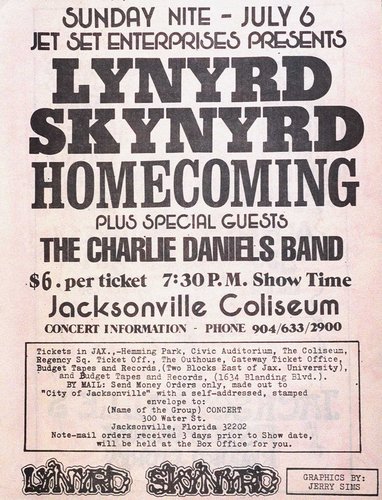 SUNDAY NITE - JULY 6
JET SET ENTERPRISES PRESENTS
LYNYRD
SKYNYRD
HOMECOMING
PLUS SPECIAL GUESTS
THE CHARLIE DANIELS BAND
$6. per ticket 7:30 P.M. Show Time
Jacksonville Coliseum
CONCERT INFORMATION - PHONE 904/633/2900
Tickets in JAX.,-Hemming Park, Civic Auditorium, The Coliseum,
Regency Sq. Ticket Off., The Outhouse, Gateway Ticket Office,
Budget Tapes and Records,(Two Blocks East of Jax. University),
and Budget Tapes and Records, (1634 Blanding Blvd.).
BY MAIL: Send Money Orders only, made out to
"City of Jacksonville" with a self-addressed, stamped
envelope to:
(Name of the Group) CONCERT
300 Water St.
Jacksonville, Florida 32202
Note-mail orders received 3 days prior to Show date,
will be held at the Box Office for you.
LYNYRD SKYNYRD
GRAPHICS BY:
JERRY SIMS